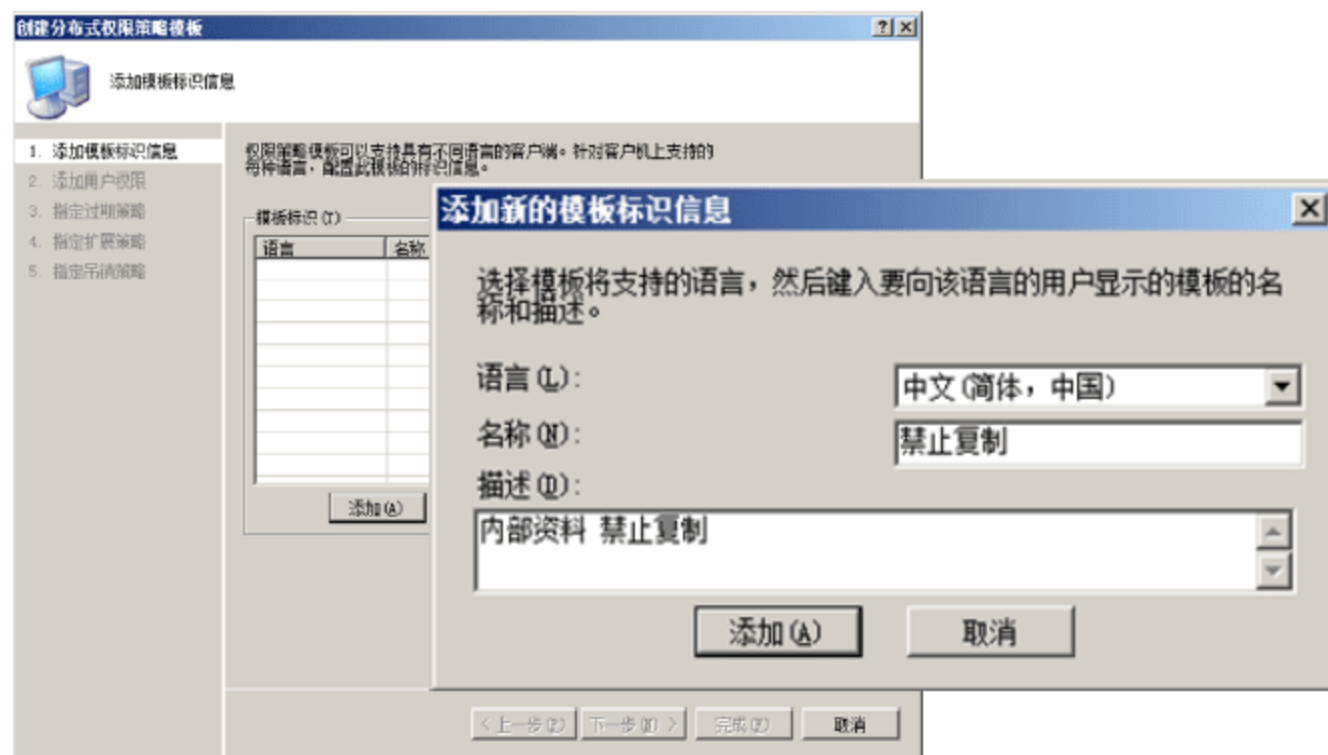 创建分布式权限策略模板
添加模板标识信息
1. 添加模板标识信息
2. 添加用户权限
3. 指定过期策略
4. 指定扩展策略
5. 指定吊销策略
权限策略模板可以支持具有不同语言的客户端。针对客户机上支持的
每种语言，配置此模板的标识信息。
模板标识(T)
语言 名称
添加(A)
添加新的模板标识信息
选择模板将支持的语言，然后键入要向该语言的用户显示的模板的名
称和描述。
语言(L): 中文(简体，中国)
名称(N): 禁止复制
描述(D):
内部资料 禁止复制
添加(A) 取消
<上一步(P) 下一步(N) > 完成(F) 取消